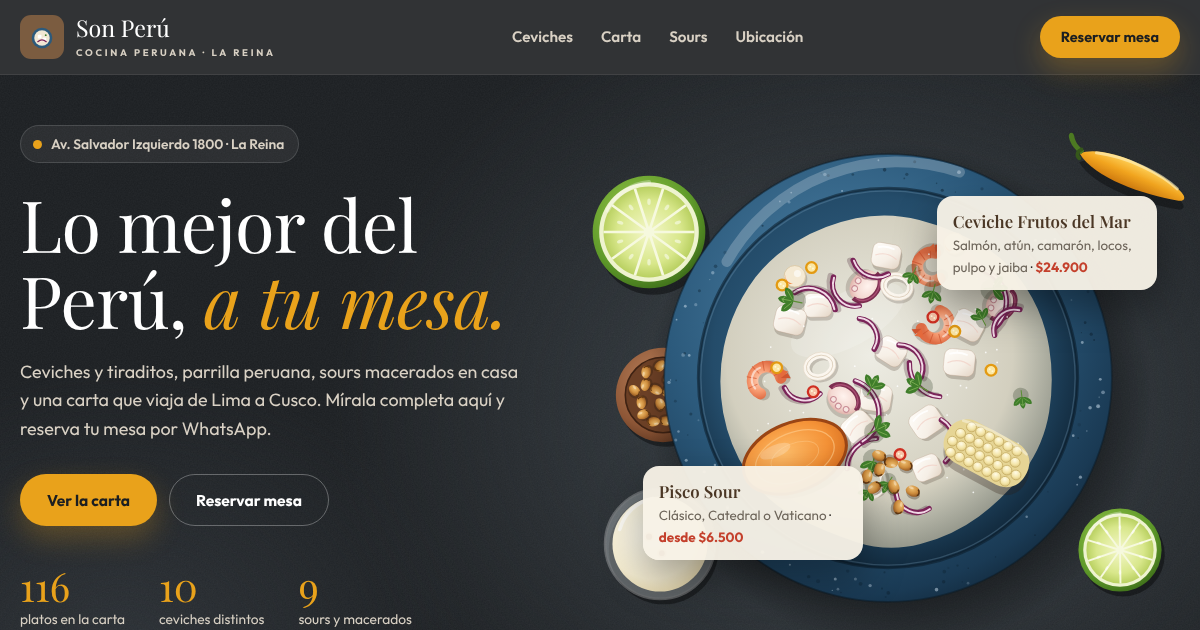 Son Perú
COCINA PERUANA · LA REINA
Ceviches
Carta
Sours
Ubicación
Reservar mesa
Av. Salvador Izquierdo 1800 · La Reina
Lo mejor del
Perú, a tu mesa.
Ceviches y tiraditos, parrilla peruana, sours macerados en casa
y una carta que viaja de Lima a Cusco. Mírala completa aquí y
reserva tu mesa por WhatsApp.
Ver la carta
Reservar mesa
116
platos en la carta
10
ceviches distintos
9
sours y macerados
Ceviche Frutos del Mar
Salmón, atún, camarón, locos,
pulpo y jaiba · $24.900
Pisco Sour
Clásico, Catedral o Vaticano ·
desde $6.500